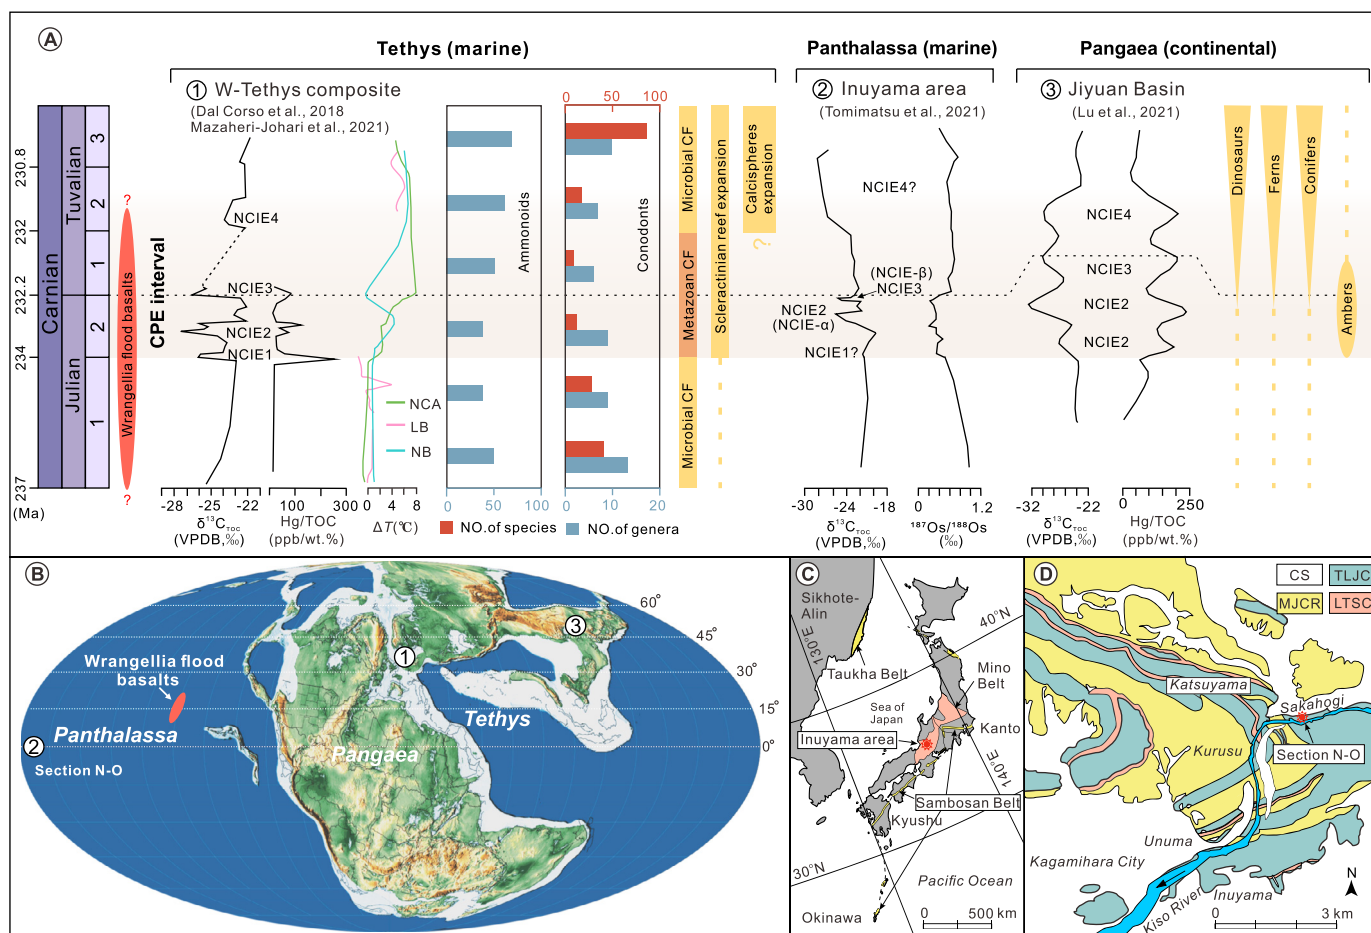 A
Tethys (marine)
Panthalassa (marine)
Pangaea (continental)
1 W-Tethys composite
(Dal Corso et al., 2018
Mazaheri-Johari et al., 2021)
2 Inuyama area
(Tomimatsu et al., 2021)
3 Jiyuan Basin
(Lu et al., 2021)
0 50 100
230.8
232
232.2
234
237
(Ma)
Carnian
Tuvalian
Julian
3
2
1
2
1
?
Wrangellia flood basalts
?
CPE interval
NCIE4
NCIE3
NCIE2
NCIE1
NCA
LB
NB
Ammonoids
Conodonts
Microbial CF
Metazoan CF
Microbial CF
Scleractinian reef expansion
Calcispheres
expansion
?
NCIE4?
(NCIE-β)
NCIE3
NCIE2
(NCIE-α)
NCIE1?
NCIE4
NCIE3
NCIE2
NCIE2
Dinosaurs
Ferns
Conifers
Ambers
-28 -25 -22
300
0 4 8
0 50 100
0 10 20
-30 -24 -18
0 1.2
-32 -22
0 250
δ¹³C_TOC
(VPDB,‰)
Hg/TOC
(ppb/wt.%)
ΔT(℃)
NO.of species
NO.of genera
δ¹³C_TOC
(VPDB,‰)
¹⁸⁷Os/¹⁸⁸Os
(‰)
δ¹³C_TOC
(VPDB,‰)
Hg/TOC
(ppb/wt.%)
B
60°
45°
30°
15°
0°
Wrangellia flood
basalts
Panthalassa
Pangaea
Tethys
1
2
3
Section N-O
C
Sikhote-
Alin
130°E
40°N
Taukha Belt
Mino
Belt
Sea of
Japan
Kanto
Inuyama area
140°E
Sambosan Belt
Kyushu
30°N
Pacific Ocean
Okinawa
0 500 km
D
CS
TLJC
MJCR
LTSC
Katsuyama
Sakahogi
Kurusu
Section N-O
Unuma
Kagamihara City
Kiso River
Inuyama
N
0 3 km